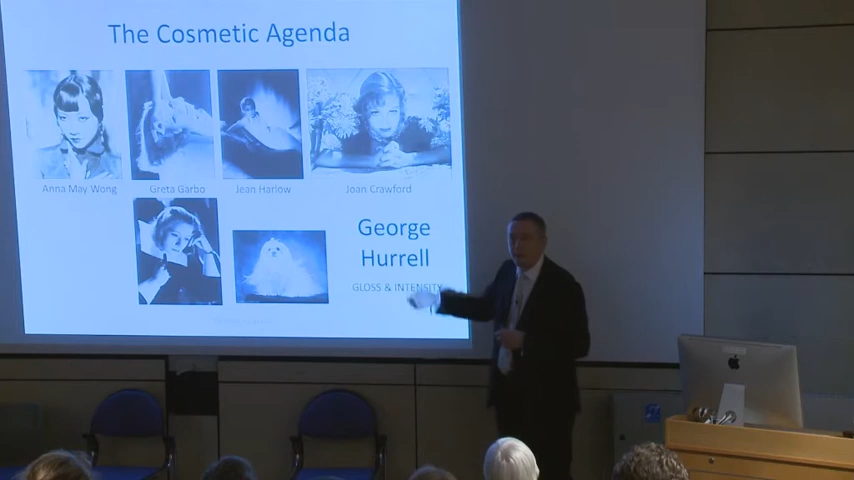 The Cosmetic Agenda
Anna May Wong
Greta Garbo
Jean Harlow
Joan Crawford
George
Hurrell
GLOSS & INTENSITY